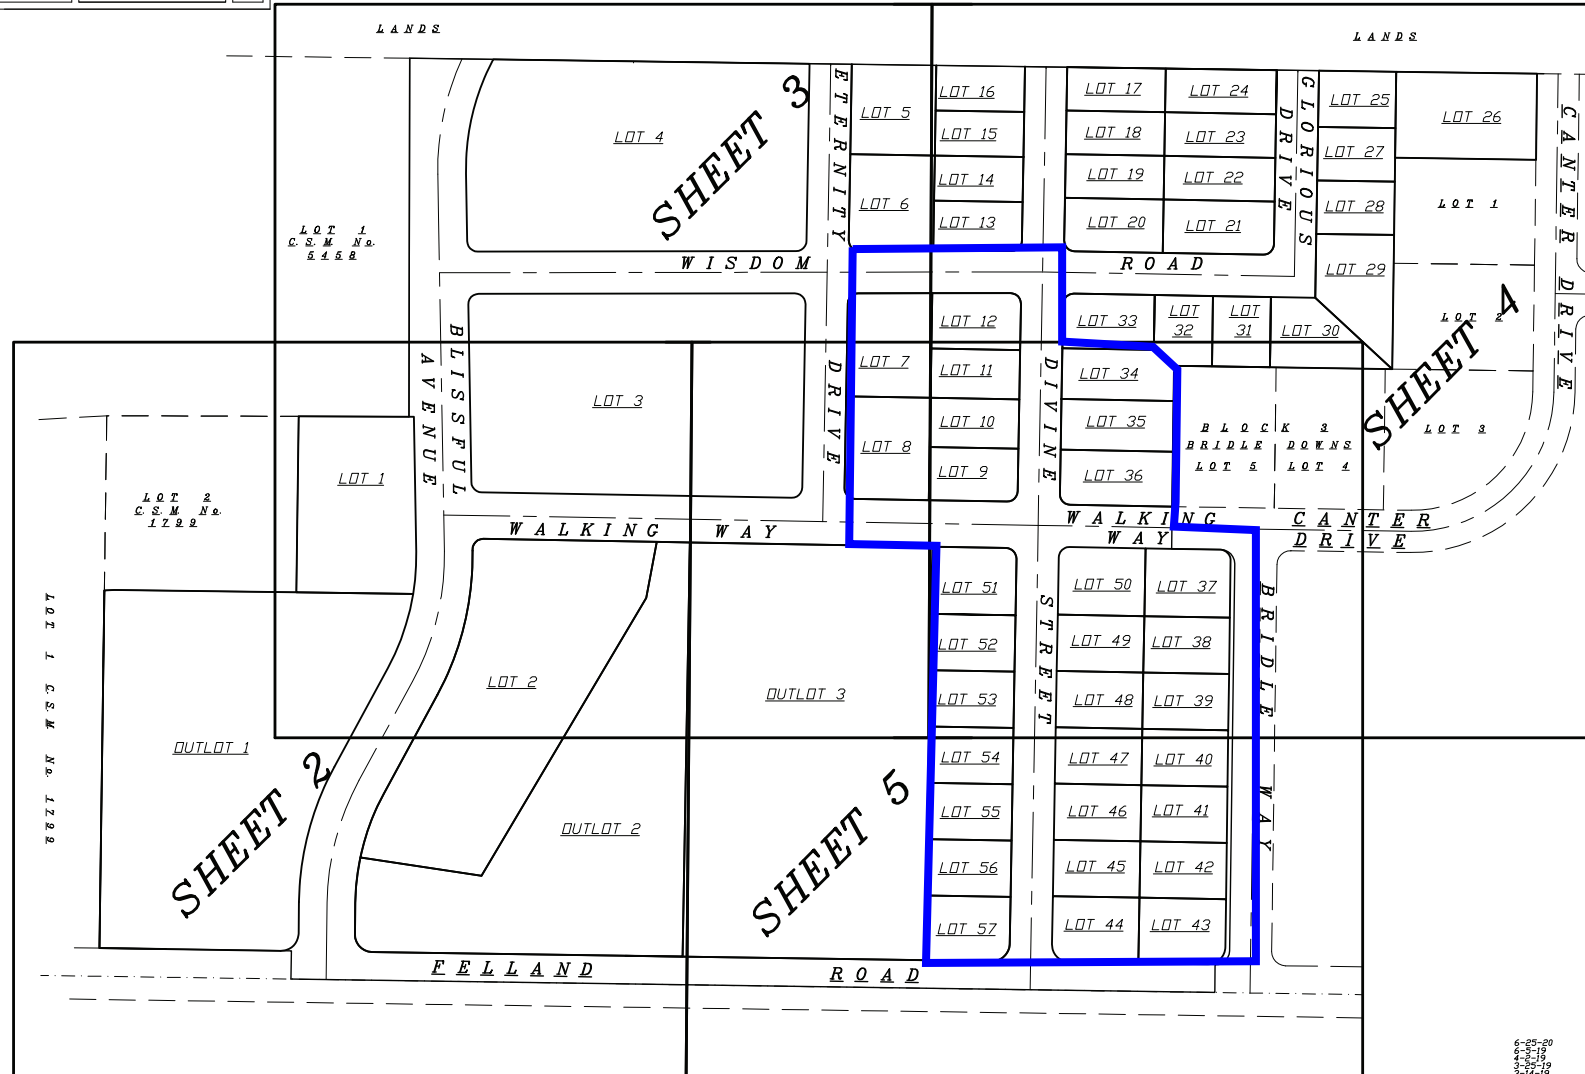 LANDS
LANDS
LOT 4
SHEET 3
ETERNITY
DRIVE
LOT 5
LOT 6
LOT 16
LOT 15
LOT 14
LOT 13
LOT 17
LOT 18
LOT 19
LOT 20
LOT 24
LOT 23
LOT 22
LOT 21
GLORIOUS
DRIVE
LOT 25
LOT 27
LOT 28
LOT 29
LOT 26
LOT 1
LOT 2
LOT 3
CANTER DRIVE
SHEET 4
LOT 1
C.S.M. No.
5458
WISDOM
ROAD
BLISSFUL
AVENUE
LOT 3
LOT 7
LOT 8
LOT 12
LOT 11
LOT 10
LOT 9
DIVINE
STREET
LOT 33
LOT
32
LOT
31
LOT 30
LOT 34
LOT 35
LOT 36
BLOCK 3
BRIDLE DOWNS
LOT 5 LOT 4
LOT 1
LOT 2
C.S.M. No.
1799
WALKING WAY
WALKING
WAY
CANTER
DRIVE
LOT 1 C.S.M. No. 1799
OUTLOT 1
SHEET 2
LOT 2
OUTLOT 2
OUTLOT 3
SHEET 5
LOT 51
LOT 52
LOT 53
LOT 54
LOT 55
LOT 56
LOT 57
LOT 50
LOT 49
LOT 48
LOT 47
LOT 46
LOT 45
LOT 44
LOT 37
LOT 38
LOT 39
LOT 40
LOT 41
LOT 42
LOT 43
BRIDLE WAY
FELLAND
ROAD
6-25-20
6-5-19
4-2-19
3-25-19